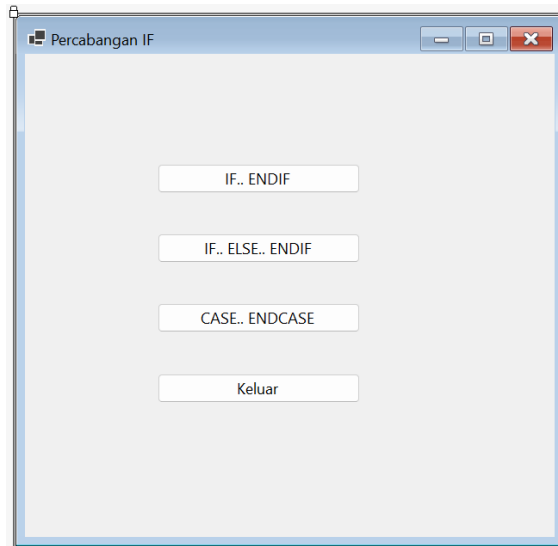 Percabangan IF
IF.. ENDIF
IF.. ELSE.. ENDIF
CASE.. ENDCASE
Keluar